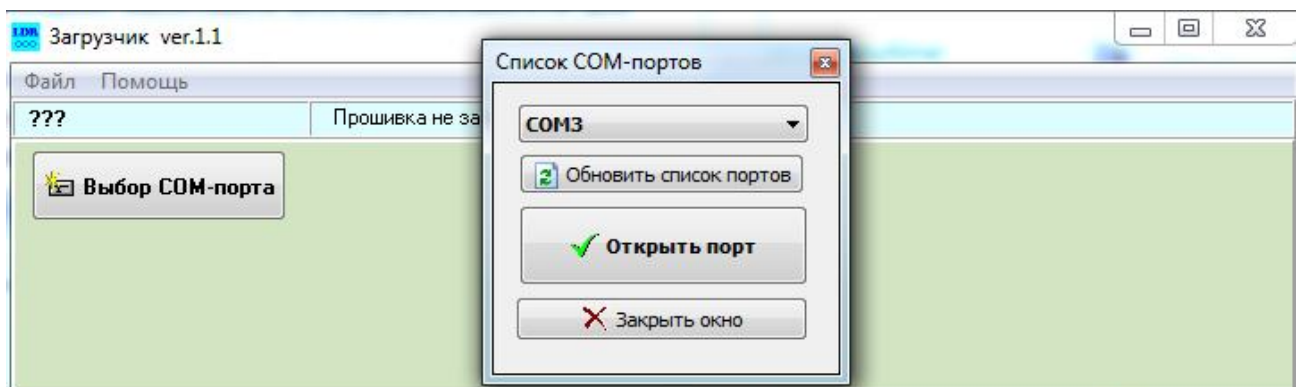 Загрузчик ver.1.1
Файл Помощь
???
Прошивка не за
Выбор COM-порта
Список COM-портов
COM3
Обновить список портов
Открыть порт
Закрыть окно